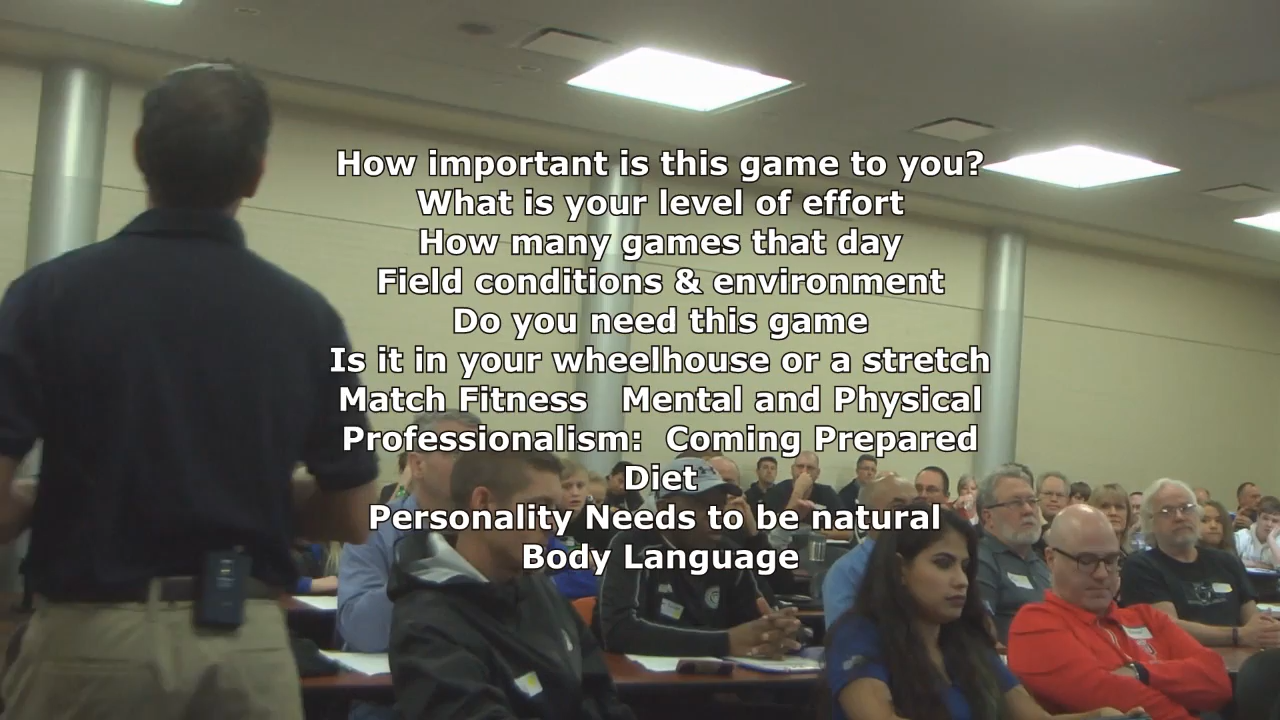 How important is this game to you?
What is your level of effort
How many games that day
Field conditions & environment
Do you need this game
Is it in your wheelhouse or a stretch
Match Fitness   Mental and Physical
Professionalism:  Coming Prepared
Diet
Personality Needs to be natural
Body Language